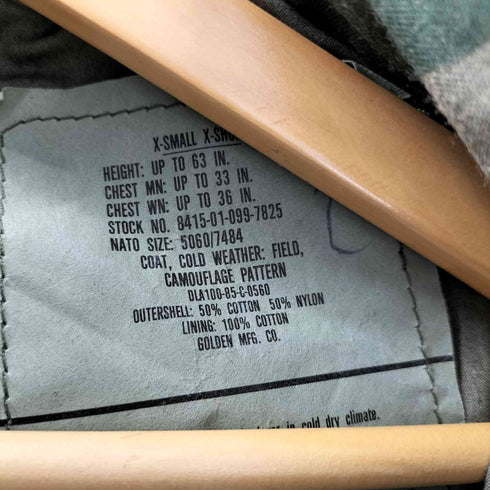 X-SMALL
HEIGHT: UP TO 63 IN.
CHEST MN: UP TO 33 IN.
CHEST WN: UP TO 36 IN.
STOCK NO. 8415-01-099-7825
NATO SIZE: 5060/7484
COAT, COLD WEATHER: FIELD,
CAMOUFLAGE PATTERN
DLA100-85-C-0560
OUTERSHELL: 50% COTTON 50% NYLON
LINING: 100% COTTON
GOLDEN MFG. CO.
in cold dry climate.